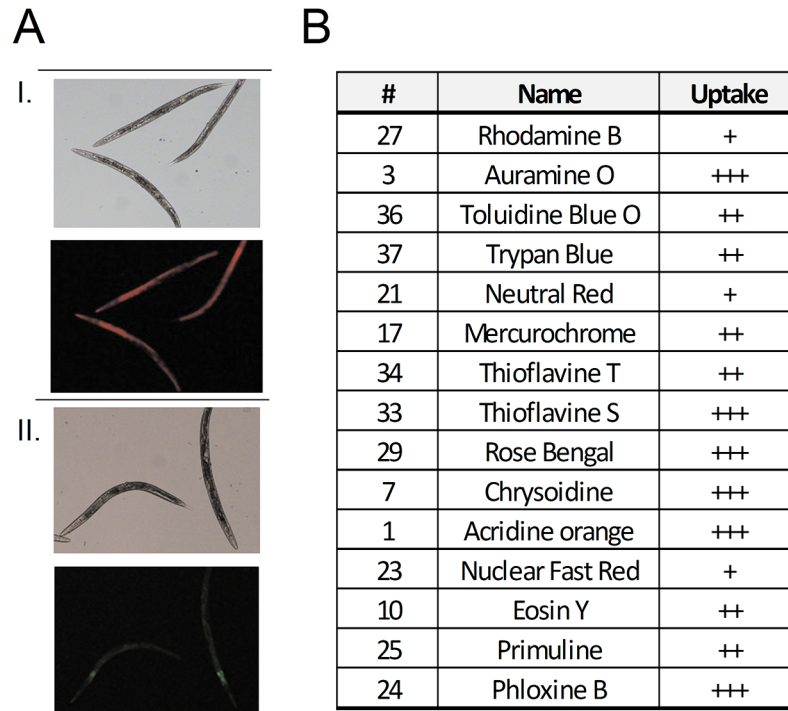 A
B
I.
II.
# Name Uptake
27 Rhodamine B +
3 Auramine O +++
36 Toluidine Blue O ++
37 Trypan Blue ++
21 Neutral Red +
17 Mercurochrome ++
34 Thioflavine T ++
33 Thioflavine S +++
29 Rose Bengal +++
7 Chrysoidine +++
1 Acridine orange +++
23 Nuclear Fast Red +
10 Eosin Y ++
25 Primuline ++
24 Phloxine B +++